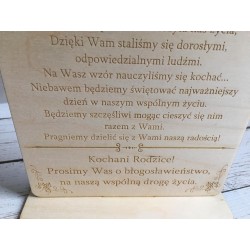 życia,
Dzięki Wam staliśmy się dorosłymi,
odpowiedzialnymi ludźmi.
Na Wasz wzór nauczyliśmy się kochać...
Niebawem będziemy świętować najważniejszy
dzień w naszym wspólnym życiu.
Będziemy szczęśliwi mogąc cieszyć się nim
razem z Wami.
Pragniemy dzielić się z Wami naszą radością!
Kochani Rodzice!
Prosimy Was o błogosławieństwo,
na naszą wspólną drogę życia.